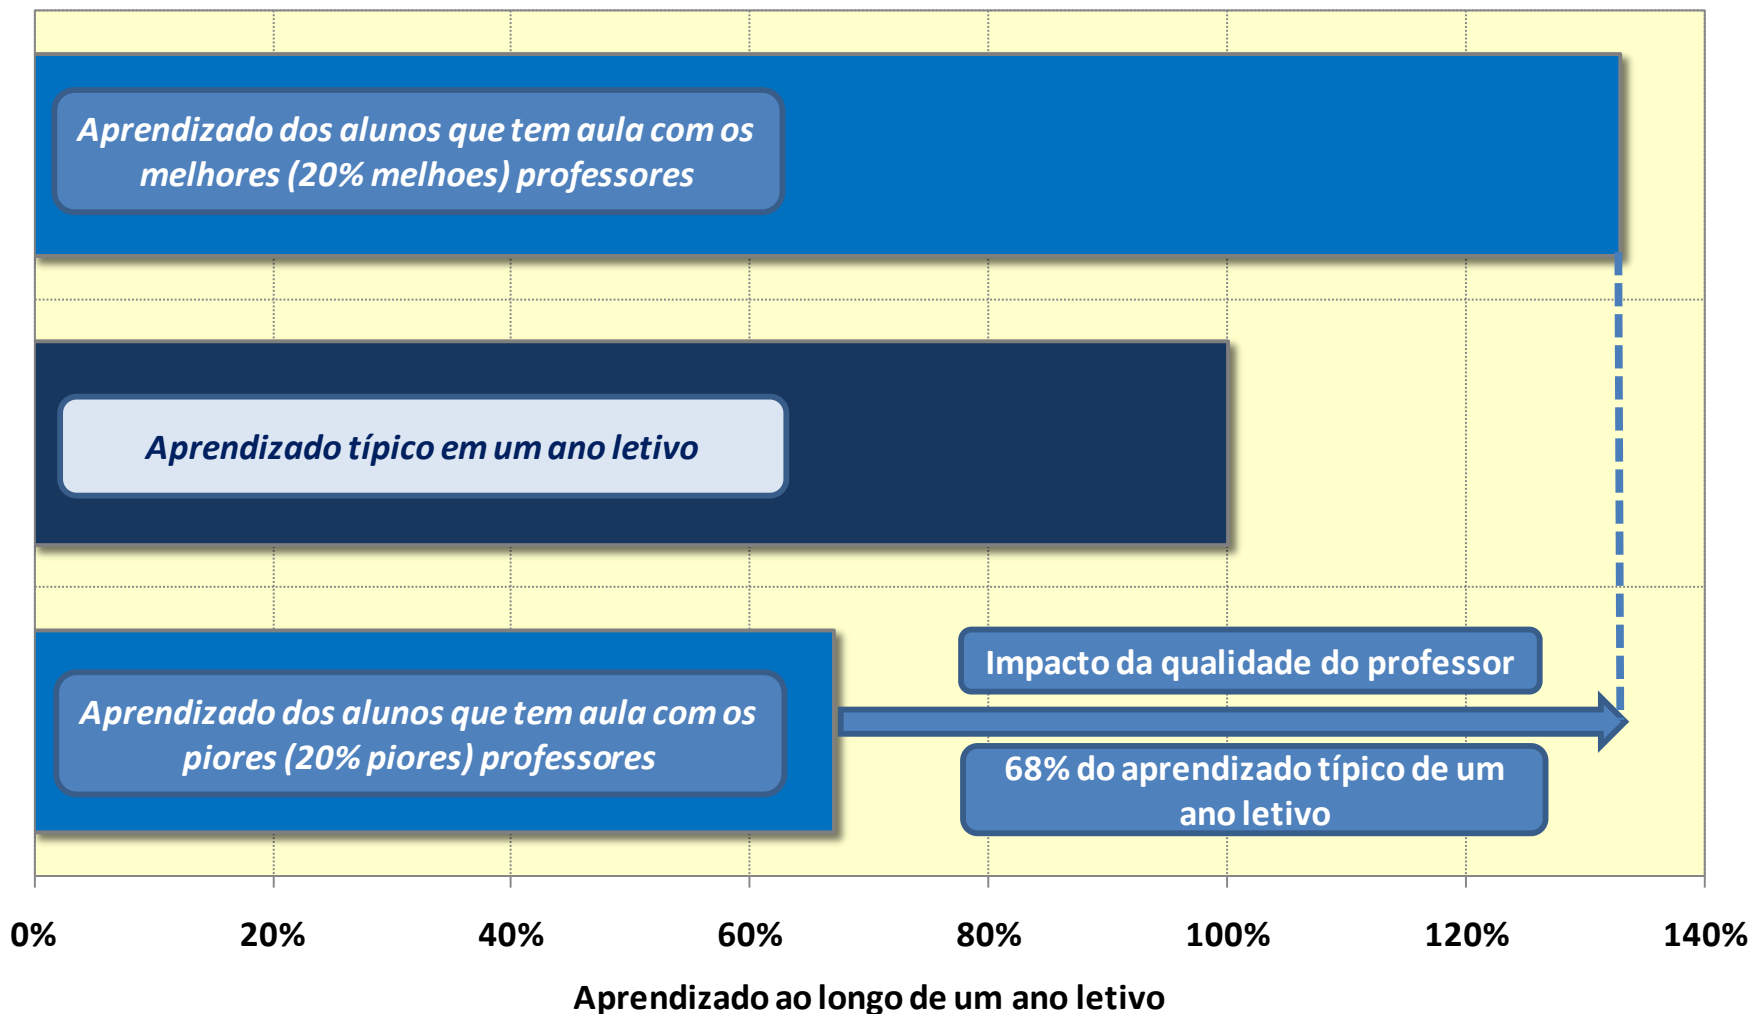 Aprendizado dos alunos que tem aula com os
melhores (20% melhoes) professores
Aprendizado típico em um ano letivo
Impacto da qualidade do professor
Aprendizado dos alunos que tem aula com os
piores (20% piores) professores
68% do aprendizado típico de um
ano letivo
0% 20% 40% 60% 80% 100% 120% 140%
Aprendizado ao longo de um ano letivo